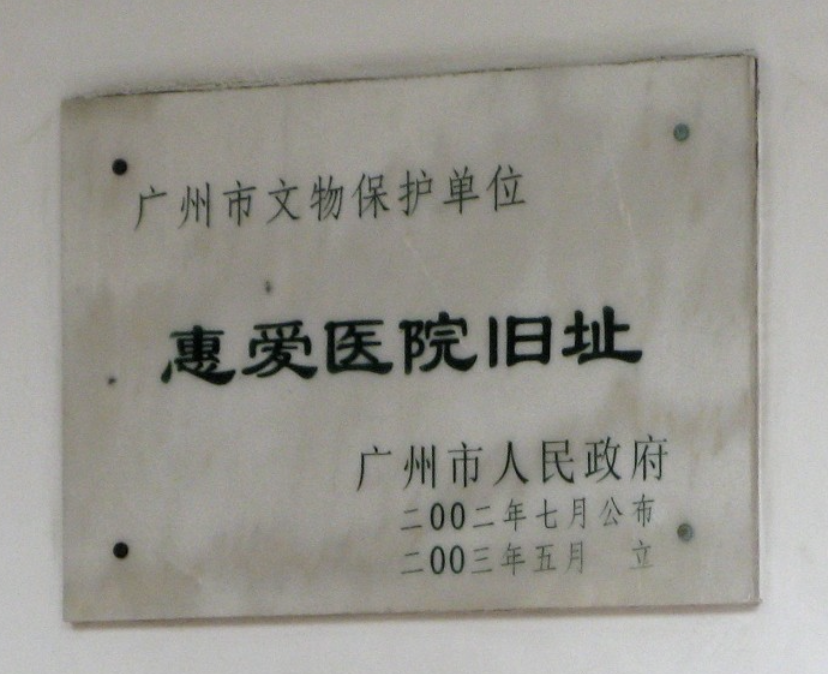 广州市文物保护单位
惠爱医院旧址
广州市人民政府
二00二年七月公布
二00三年五月 立